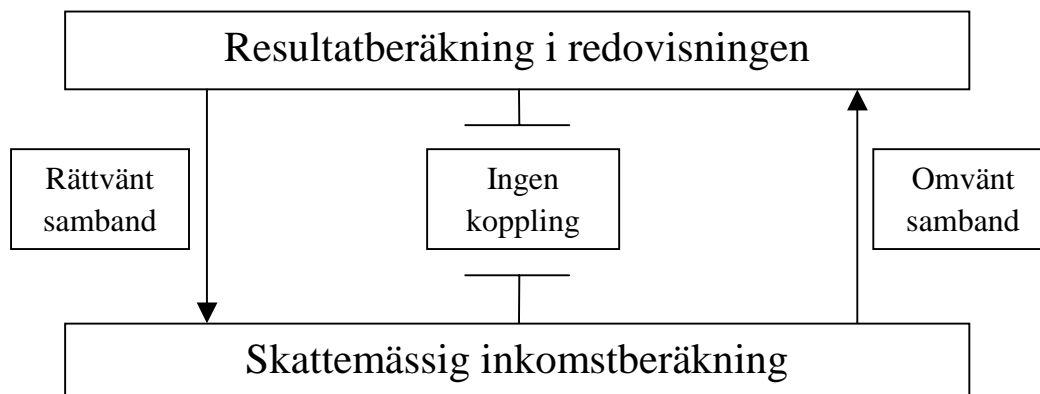 Resultatberäkning i redovisningen
Rättvänt
samband
Ingen
koppling
Omvänt
samband
Skattemässig inkomstberäkning